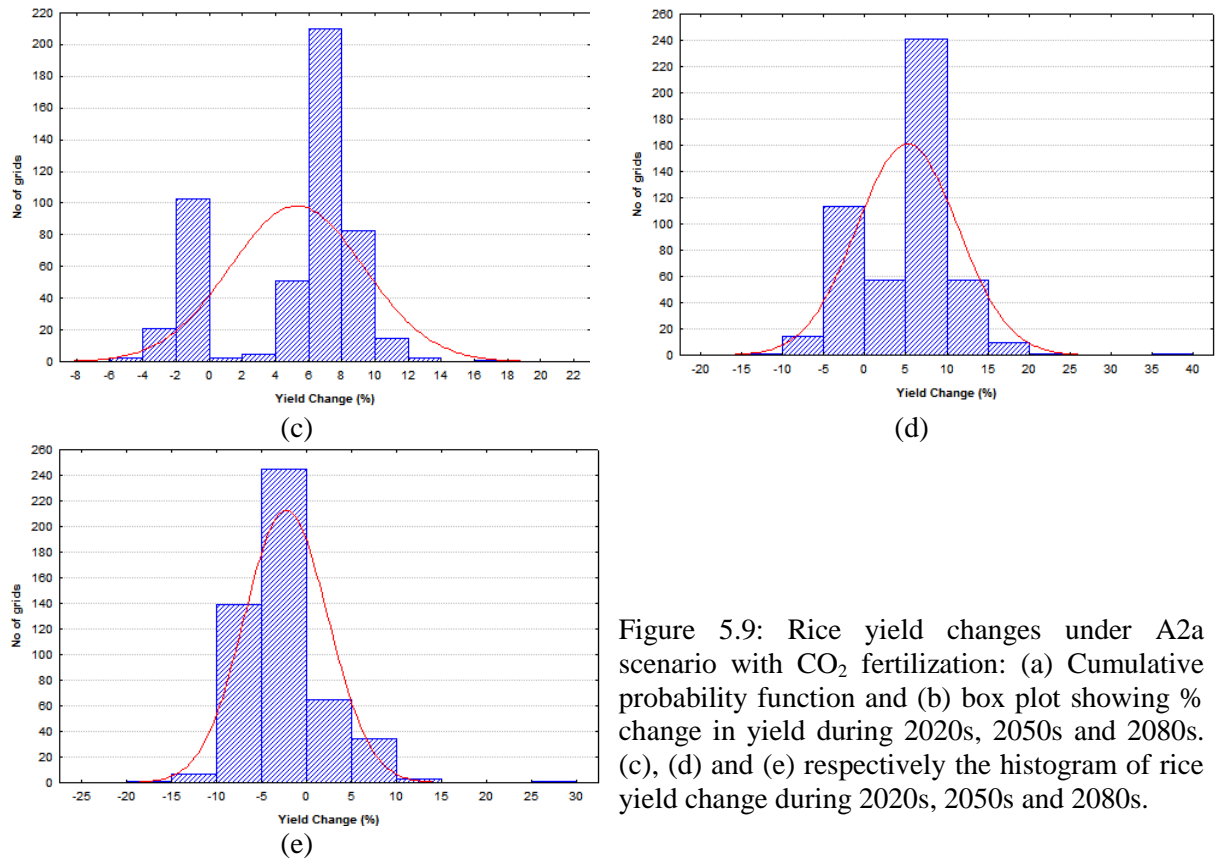 220
200
180
160
140
120
100
80
60
40
20
0
No of grids
-8 -6 -4 -2 0 2 4 6 8 10 12 14 16 18 20 22
Yield Change (%)
(c)
260
240
220
200
180
160
140
120
100
80
60
40
20
0
No of grids
-20 -15 -10 -5 0 5 10 15 20 25 30 35 40
Yield Change (%)
(d)
260
240
220
200
180
160
140
120
100
80
60
40
20
0
No of grids
-25 -20 -15 -10 -5 0 5 10 15 20 25 30
Yield Change (%)
(e)
Figure 5.9: Rice yield changes under A2a
scenario with CO₂ fertilization: (a) Cumulative
probability function and (b) box plot showing %
change in yield during 2020s, 2050s and 2080s.
(c), (d) and (e) respectively the histogram of rice
yield change during 2020s, 2050s and 2080s.